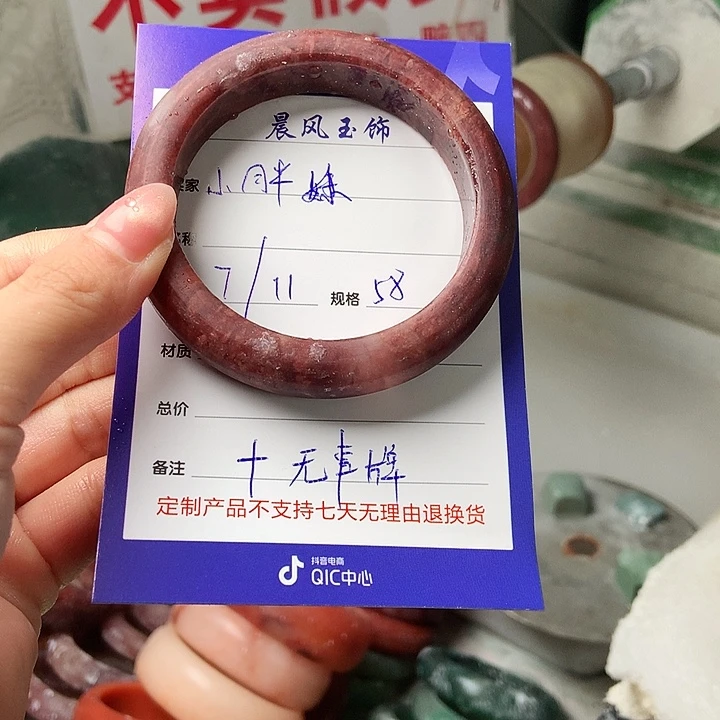 晨风玉饰
家 小胖妹
7/11 规格 58
材质
总价
备注 十 无事牌
定制产品不支持七天无理由退换货
抖音电商
QIC中心